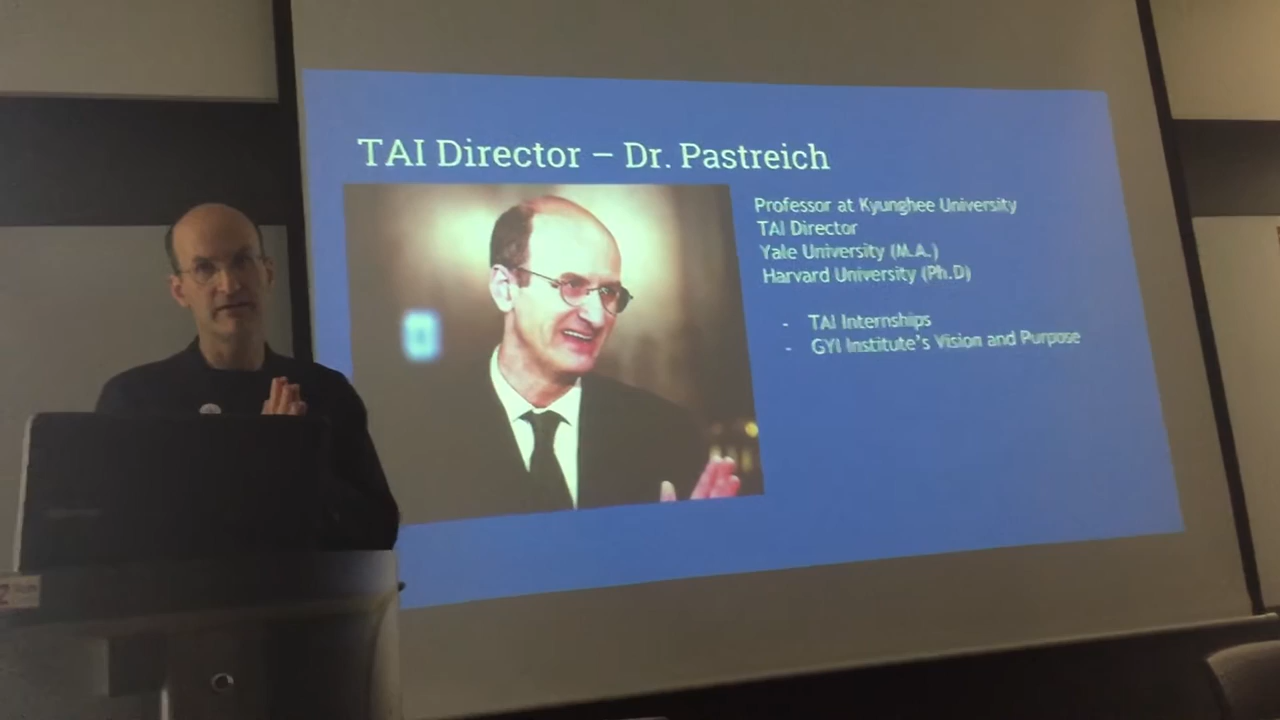 TAI Director – Dr. Pastreich
Professor at Kyunghee University
TAI Director
Yale University (M.A.)
Harvard University (Ph.D)
- TAI Internships
- GYI Institute's Vision and Purpose